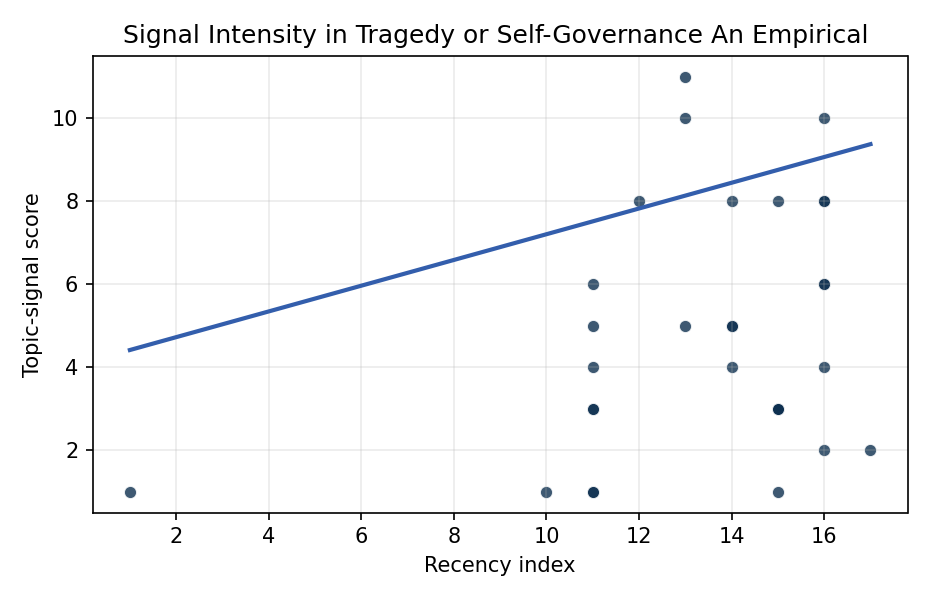 Signal Intensity in Tragedy or Self-Governance An Empirical
10
8
6
4
2
Topic-signal score
2 4 6 8 10 12 14 16
Recency index